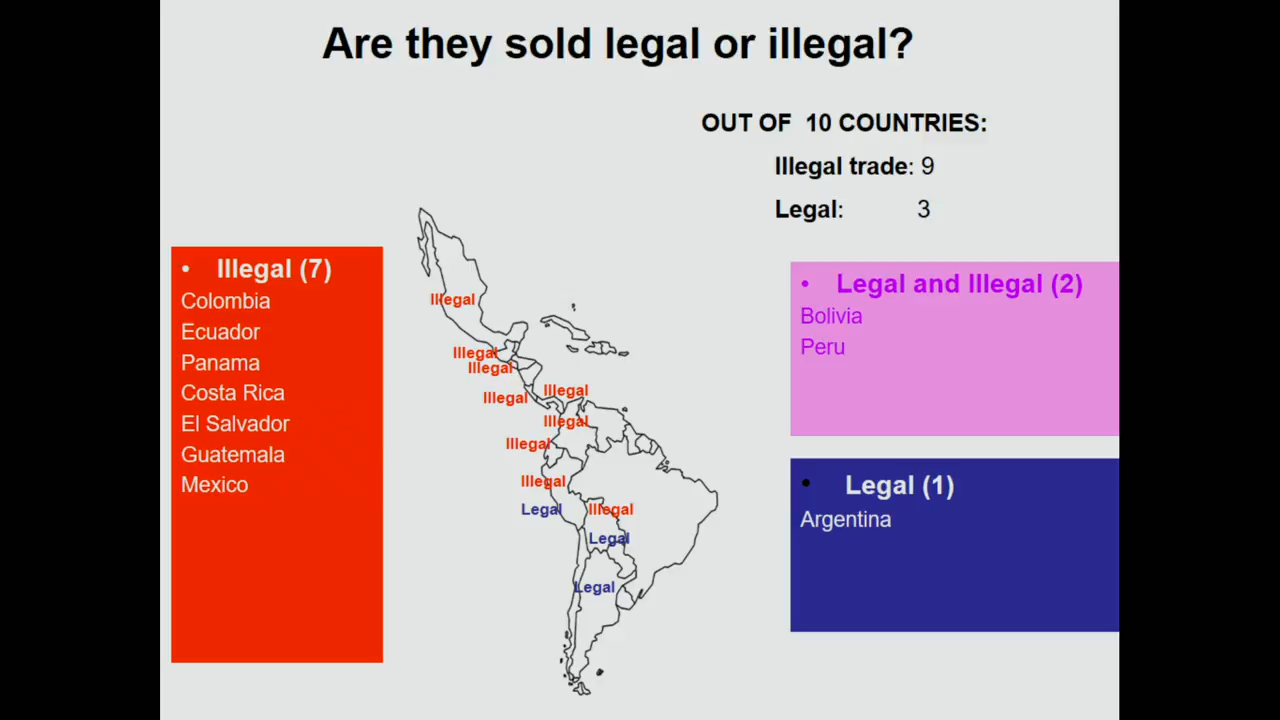 Are they sold legal or illegal?
OUT OF 10 COUNTRIES:
Illegal trade: 9
Legal: 3
• Illegal (7)
Colombia
Ecuador
Panama
Costa Rica
El Salvador
Guatemala
Mexico
Illegal
Illegal
Illegal
Illegal
Illegal
Illegal
Illegal
Illegal
Legal
Illegal
Legal
Legal
• Legal and Illegal (2)
Bolivia
Peru
• Legal (1)
Argentina